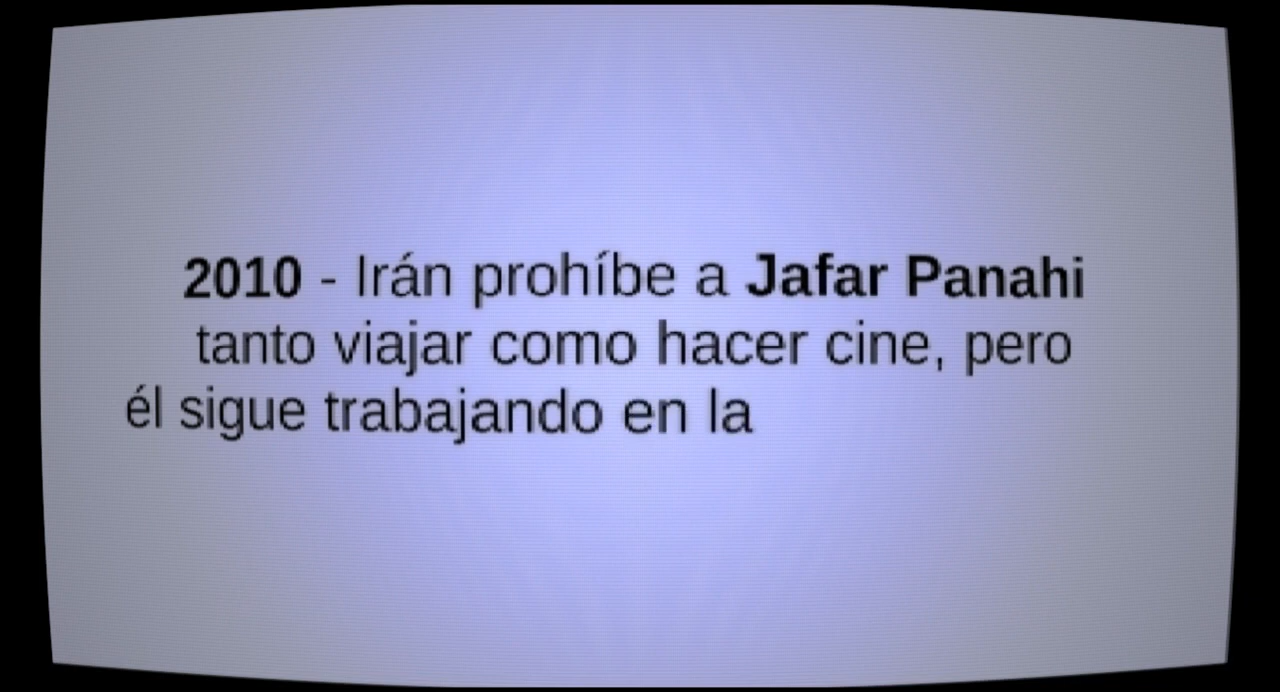 2010 - Irán prohíbe a Jafar Panahi
tanto viajar como hacer cine, pero
él sigue trabajando en la